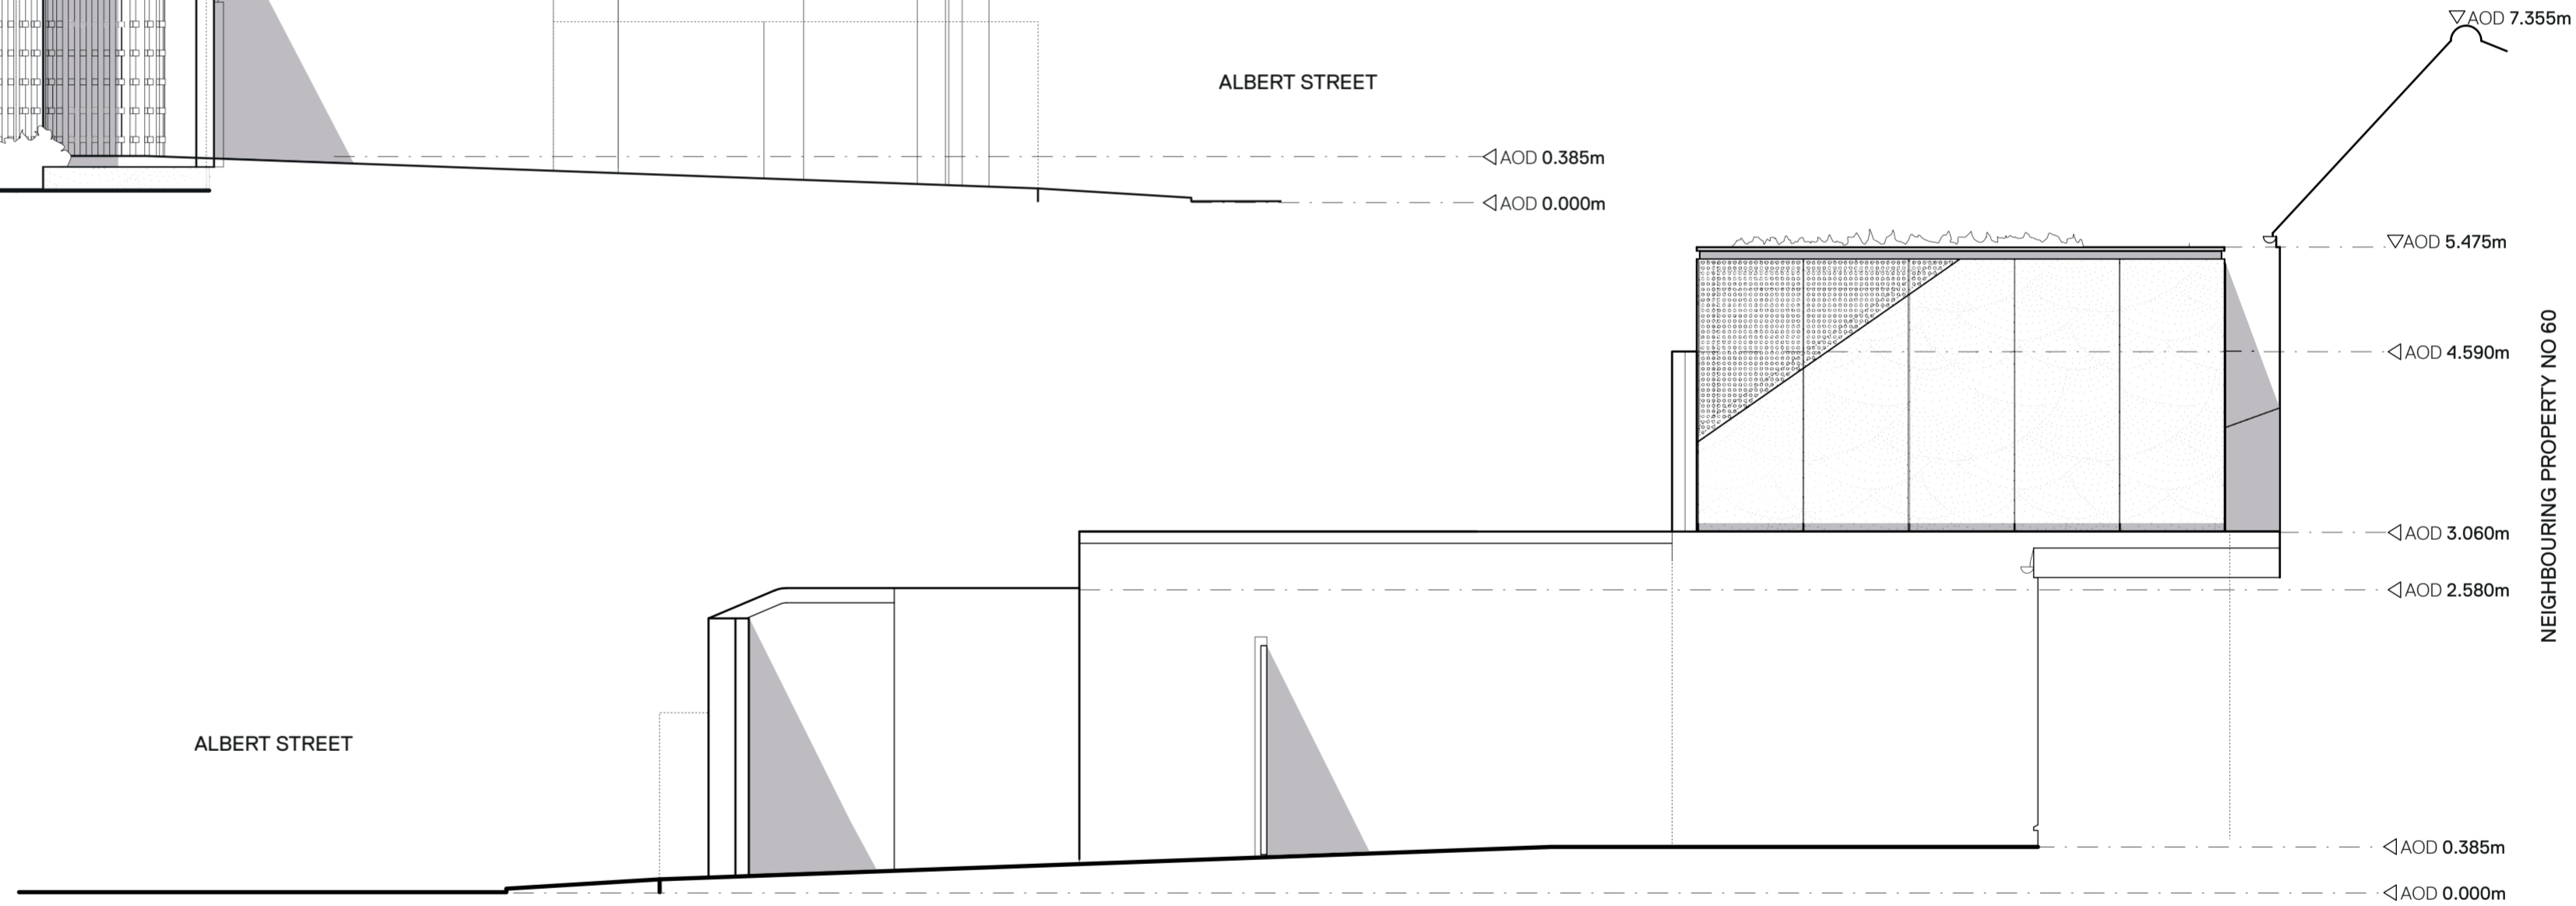 AOD 7.355m
ALBERT STREET
AOD 0.385m
AOD 0.000m
AOD 5.475m
AOD 4.590m
NEIGHBOURING PROPERTY NO 60
AOD 3.060m
AOD 2.580m
ALBERT STREET
AOD 0.385m
AOD 0.000m